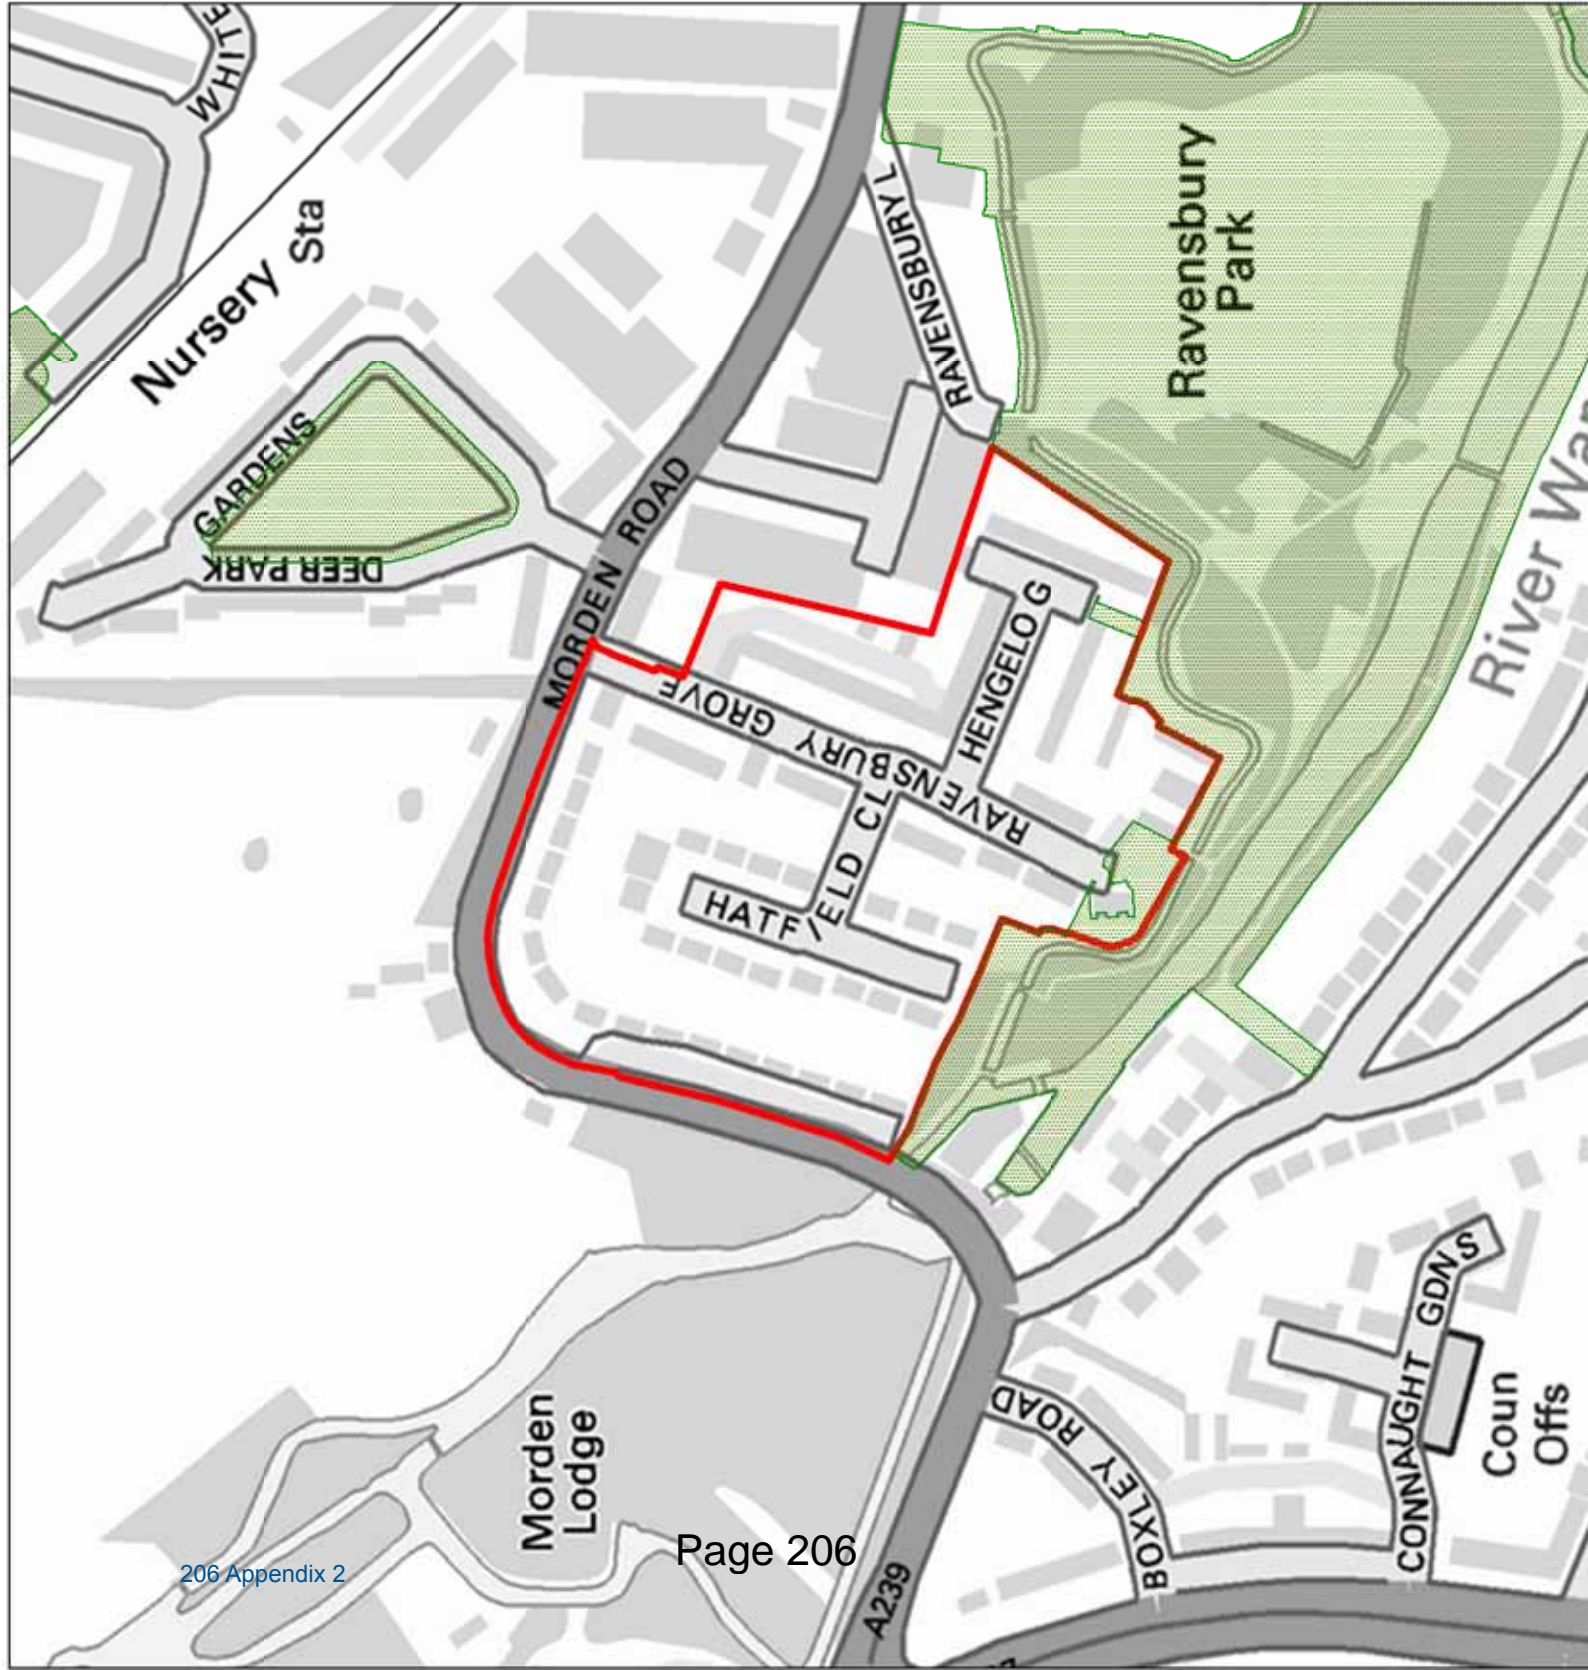 WHITE
Nursery Sta
RAVENSBURY L
Ravensbury
Park
GARDENS
DEER PARK
MORDEN ROAD
River Wan
HENGELO G
RAVENSBURY GROVE
HATFIELD CL
Morden
Lodge
BOXLEY ROAD
CONNAUGHT GDNS
Coun
Offs
A239
Page 206
206 Appendix 2